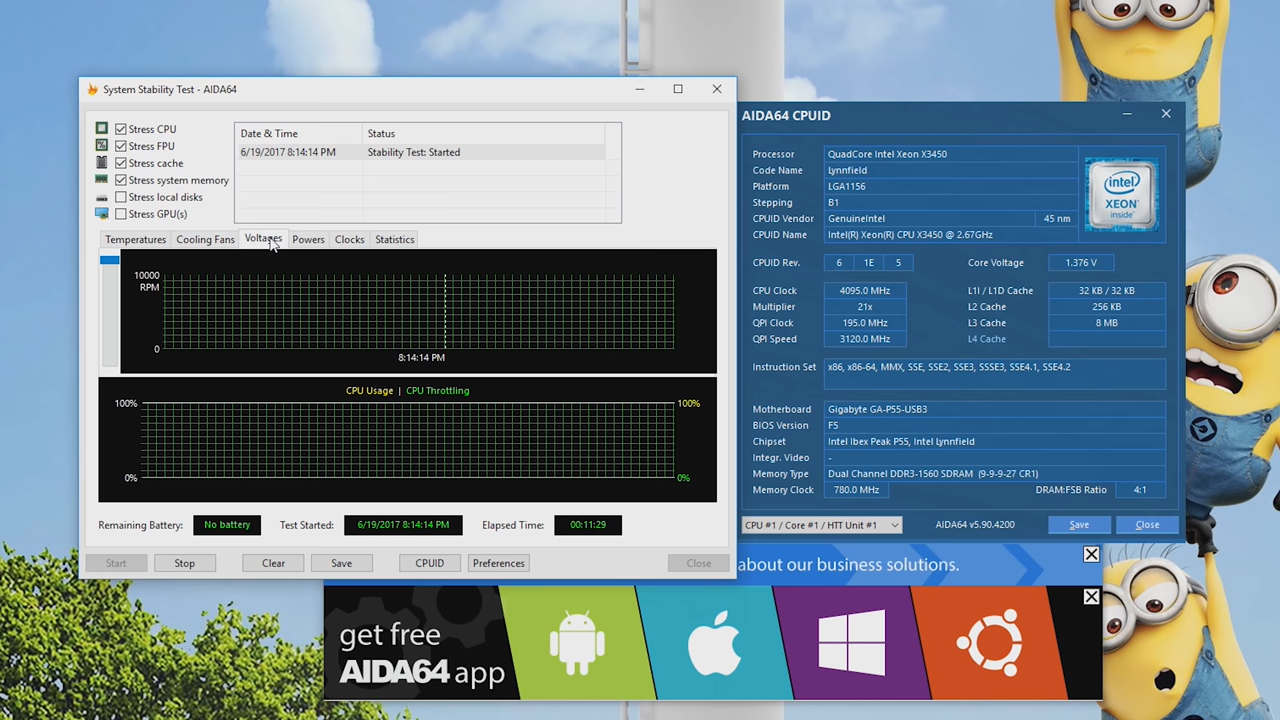 System Stability Test - AIDA64
Stress CPU
Stress FPU
Stress cache
Stress system memory
Stress local disks
Stress GPU(s)
Date & Time Status
6/19/2017 8:14:14 PM Stability Test: Started
Temperatures Cooling Fans Voltages Powers Clocks Statistics
10000
RPM
0
8:14:14 PM
CPU Usage | CPU Throttling
100% 100%
0% 0%
Remaining Battery: No battery Test Started: 6/19/2017 8:14:14 PM Elapsed Time: 00:11:29
Start Stop Clear Save CPUID Preferences Close
AIDA64 CPUID
Processor QuadCore Intel Xeon X3450
Code Name Lynnfield
Platform LGA1156
Stepping B1
CPUID Vendor GenuineIntel 45 nm
CPUID Name Intel(R) Xeon(R) CPU X3450 @ 2.67GHz
intel
XEON
inside
CPUID Rev. 6 1E 5 Core Voltage 1.376 V
CPU Clock 4095.0 MHz L1I / L1D Cache 32 KB / 32 KB
Multiplier 21x L2 Cache 256 KB
QPI Clock 195.0 MHz L3 Cache 8 MB
QPI Speed 3120.0 MHz L4 Cache
Instruction Set x86, x86-64, MMX, SSE, SSE2, SSE3, SSSE3, SSE4.1, SSE4.2
Motherboard Gigabyte GA-P55-USB3
BIOS Version F5
Chipset Intel Ibex Peak P55, Intel Lynnfield
Integr. Video -
Memory Type Dual Channel DDR3-1560 SDRAM (9-9-9-27 CR1)
Memory Clock 780.0 MHz DRAM:FSB Ratio 4:1
CPU #1 / Core #1 / HTT Unit #1 AIDA64 v5.90.4200 Save Close
about our business solutions.
get free
AIDA64 app